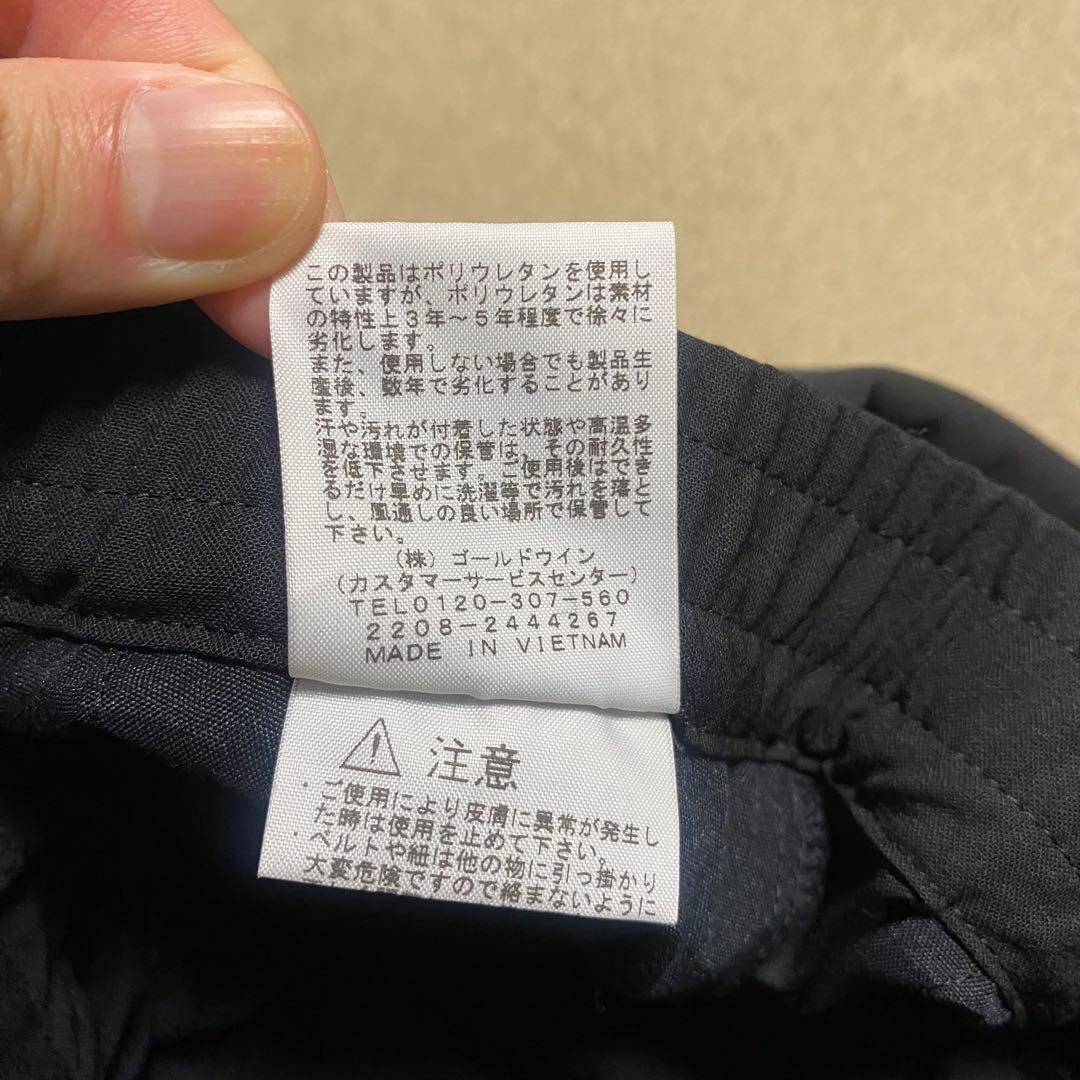 この製品はポリウレタンを使用し
ていますが、ポリウレタンは素材
の特性上3年〜5年程度で徐々に
劣化します。
また、使用しない場合でも製品生
産後、数年で劣化することがあり
ます。
汗や汚れが付着した状態や高温多
湿な環境での保管は、その耐久性
を低下させます。ご使用後はでき
るだけ早めに洗濯等で汚れを落と
し、風通しの良い場所で保管して
下さい。
(株)ゴールドウイン
(カスタマーサービスセンター)
TEL0120-307-560
2208-2444267
MADE IN VIETNAM
注意
・ご使用により皮膚に異常が発生し
た時は使用を止めて下さい。
・ベルトや紐は他の物に引っ掛かり
大変危険ですので絡まないように